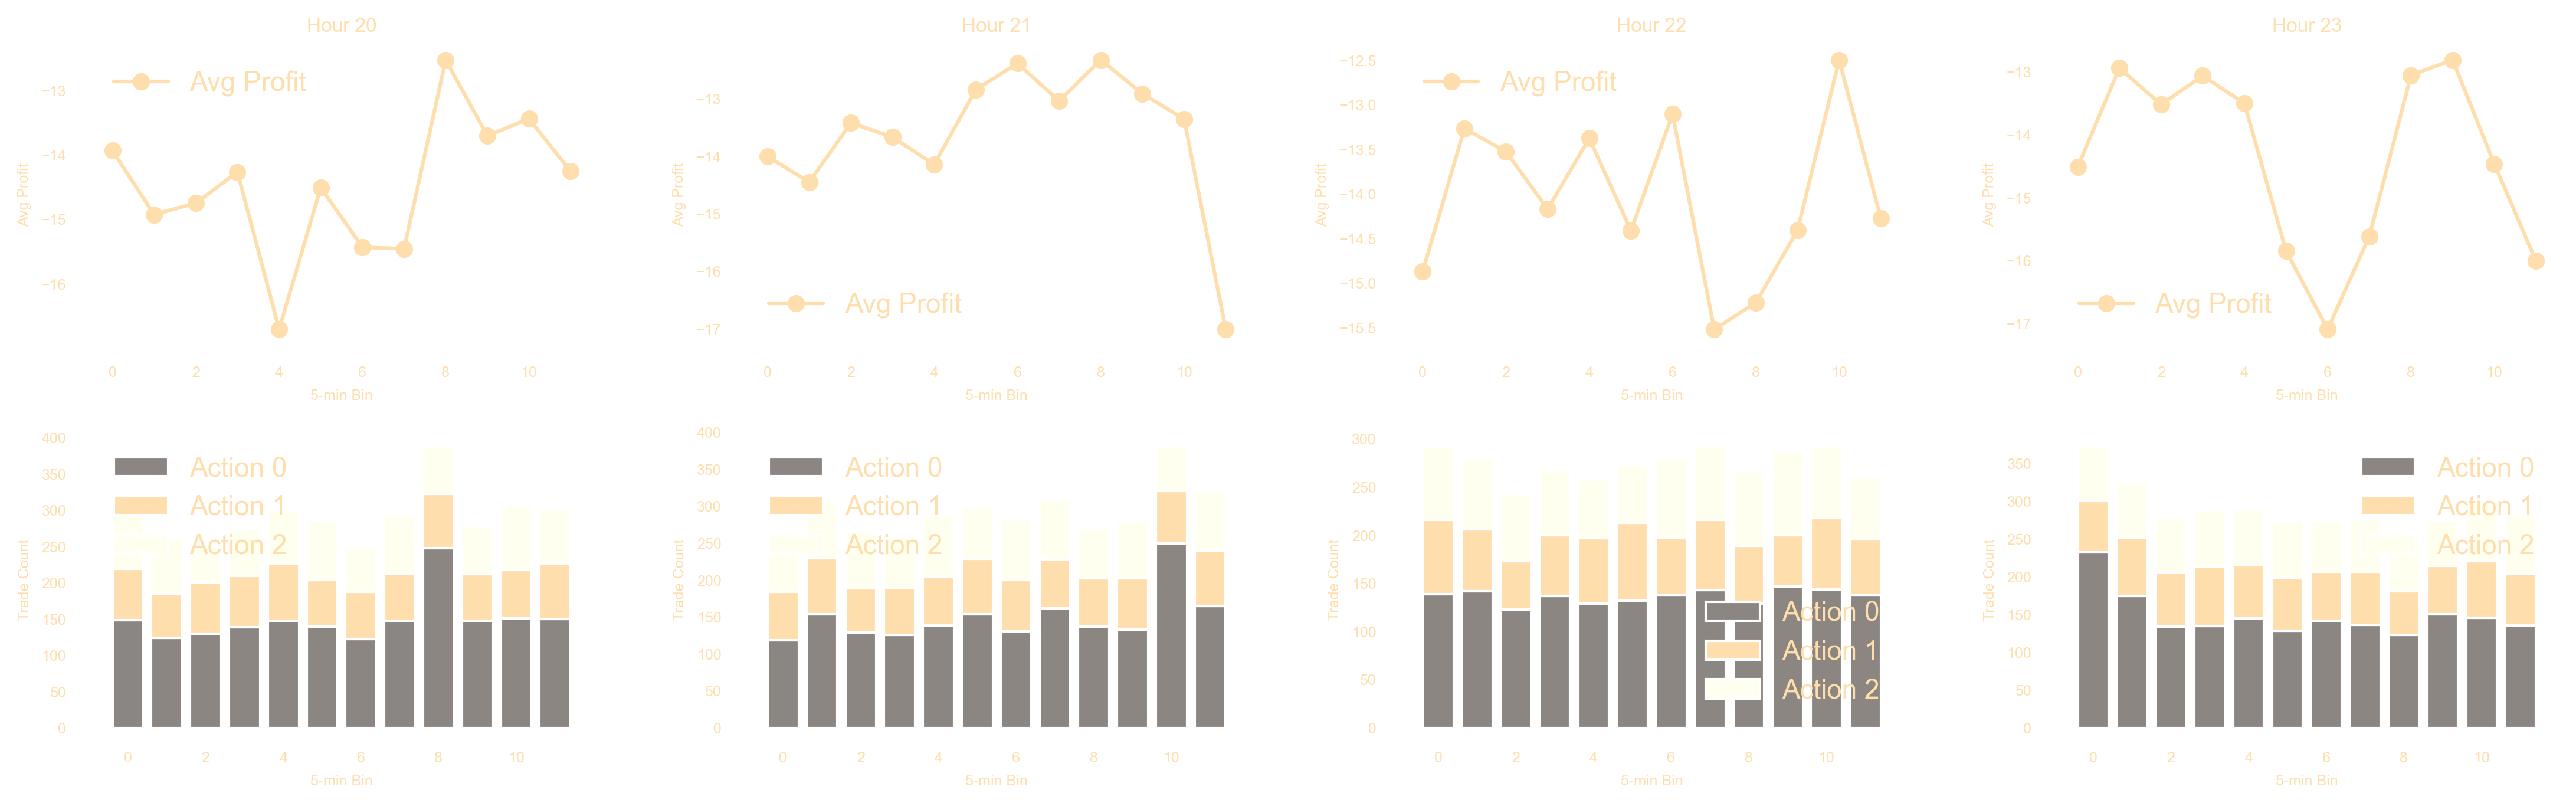 Hour 20
Avg Profit
−13
−14
−15
−16
Avg Profit
0 2 4 6 8 10
5-min Bin
Hour 21
Avg Profit
−13
−14
−15
−16
−17
Avg Profit
0 2 4 6 8 10
5-min Bin
Hour 22
Avg Profit
−12.5
−13.0
−13.5
−14.0
−14.5
−15.0
−15.5
Avg Profit
0 2 4 6 8 10
5-min Bin
Hour 23
Avg Profit
−13
−14
−15
−16
−17
Avg Profit
0 2 4 6 8 10
5-min Bin
Trade Count
400
350
300
250
200
150
100
50
0
Action 0
Action 1
Action 2
0 2 4 6 8 10
5-min Bin
Trade Count
400
350
300
250
200
150
100
50
0
Action 0
Action 1
Action 2
0 2 4 6 8 10
5-min Bin
Trade Count
300
250
200
150
100
50
0
Action 0
Action 1
Action 2
0 2 4 6 8 10
5-min Bin
Trade Count
350
300
250
200
150
100
50
0
Action 0
Action 1
Action 2
0 2 4 6 8 10
5-min Bin